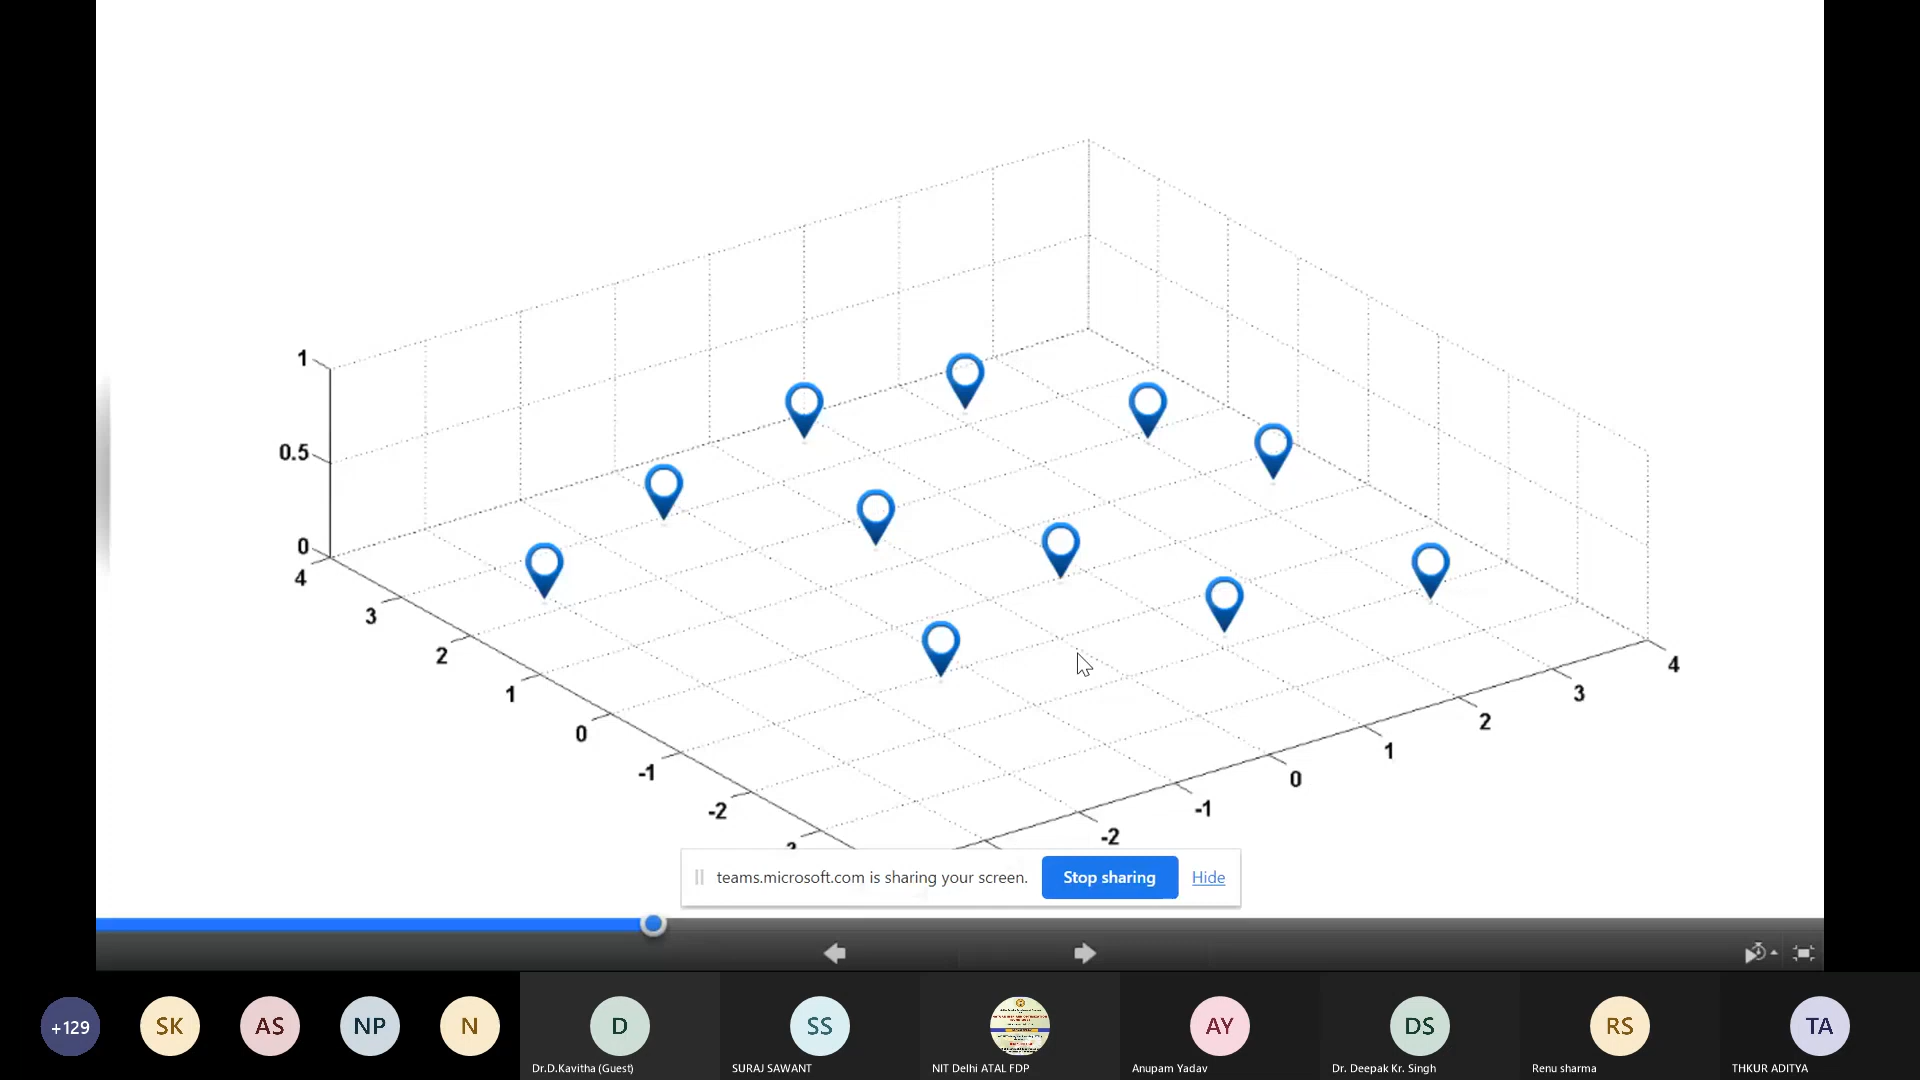 1
0.5
0
4
3
2
1
0
-1
-2
4
3
2
1
0
-1
-2
teams.microsoft.com is sharing your screen.
Stop sharing
Hide
+129
SK
AS
NP
N
D
SS
AY
DS
RS
TA
Dr.D.Kavitha (Guest)
SURAJ SAWANT
NIT Delhi ATAL FDP
Anupam Yadav
Dr. Deepak Kr. Singh
Renu sharma
THKUR ADITYA